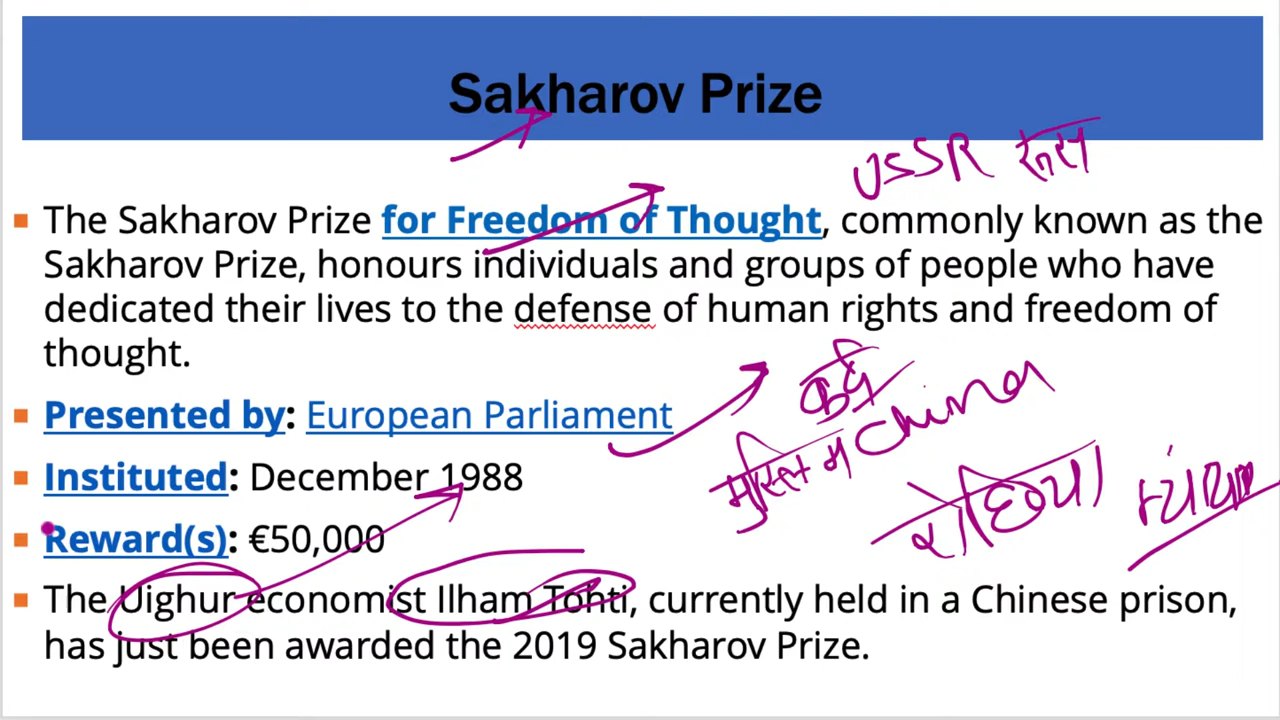 Sakharov Prize
USSR रूस
▪ The Sakharov Prize for Freedom of Thought, commonly known as the
Sakharov Prize, honours individuals and groups of people who have
dedicated their lives to the defense of human rights and freedom of
thought.
▪ Presented by: European Parliament
▪ Instituted: December 1988
China
▪ Reward(s): €50,000
▪ The Uighur economist Ilham Tohti, currently held in a Chinese prison,
has just been awarded the 2019 Sakharov Prize.